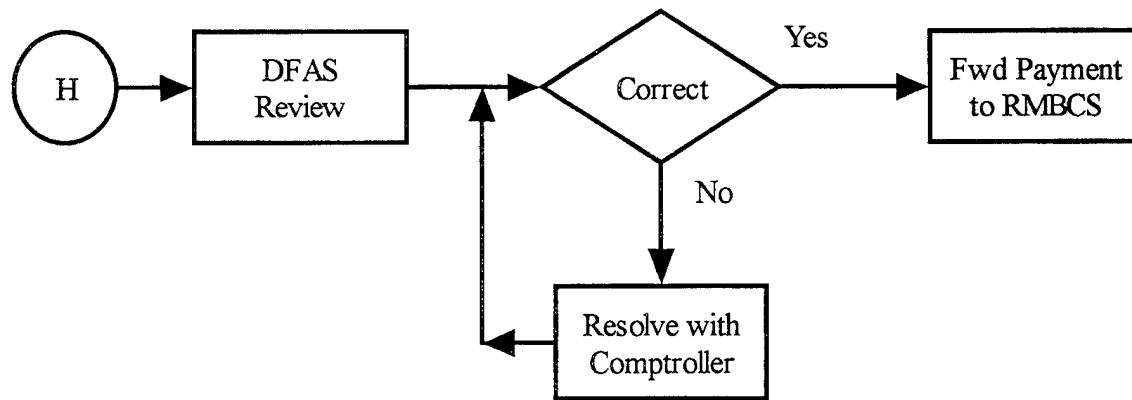 H
DFAS
Review
Correct
Yes
Fwd Payment
to RMBCS
No
Resolve with
Comptroller